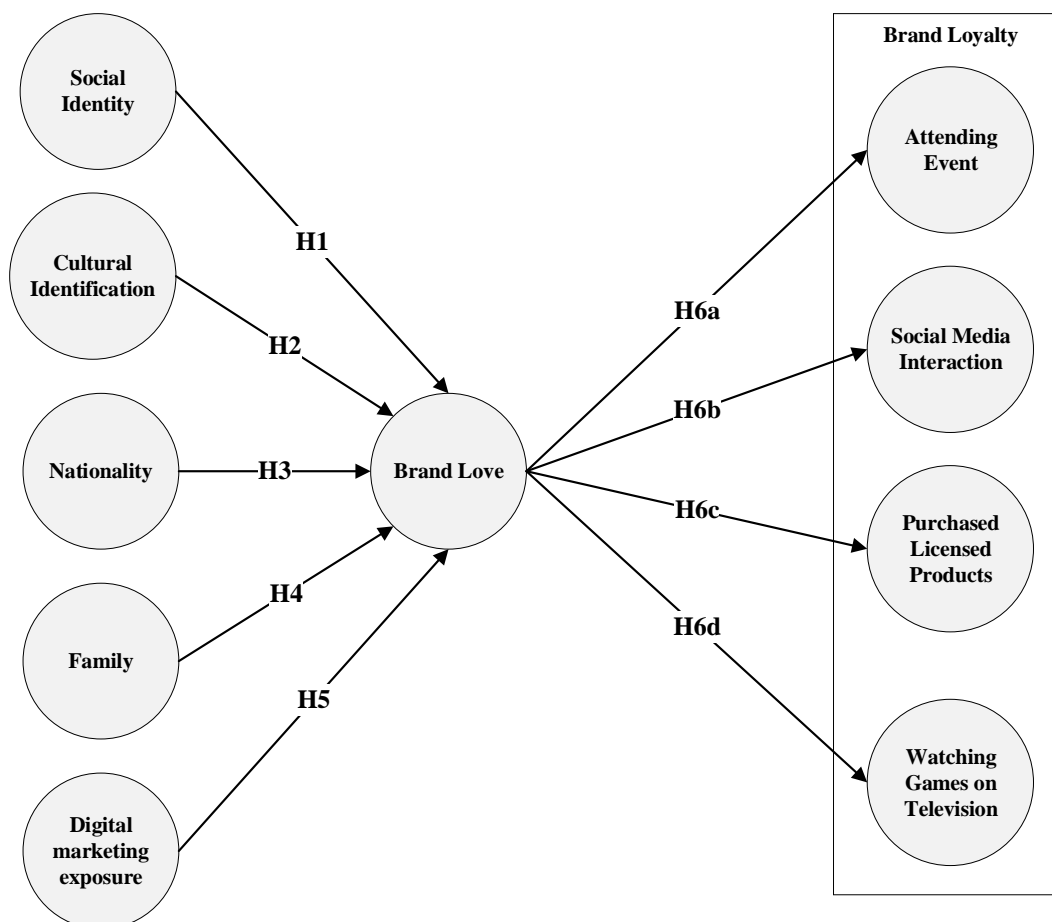 Social
Identity
Cultural
Identification
Nationality
Family
Digital
marketing
exposure
H1
H2
H3
H4
H5
Brand Love
H6a
H6b
H6c
H6d
Brand Loyalty
Attending
Event
Social Media
Interaction
Purchased
Licensed
Products
Watching
Games on
Television